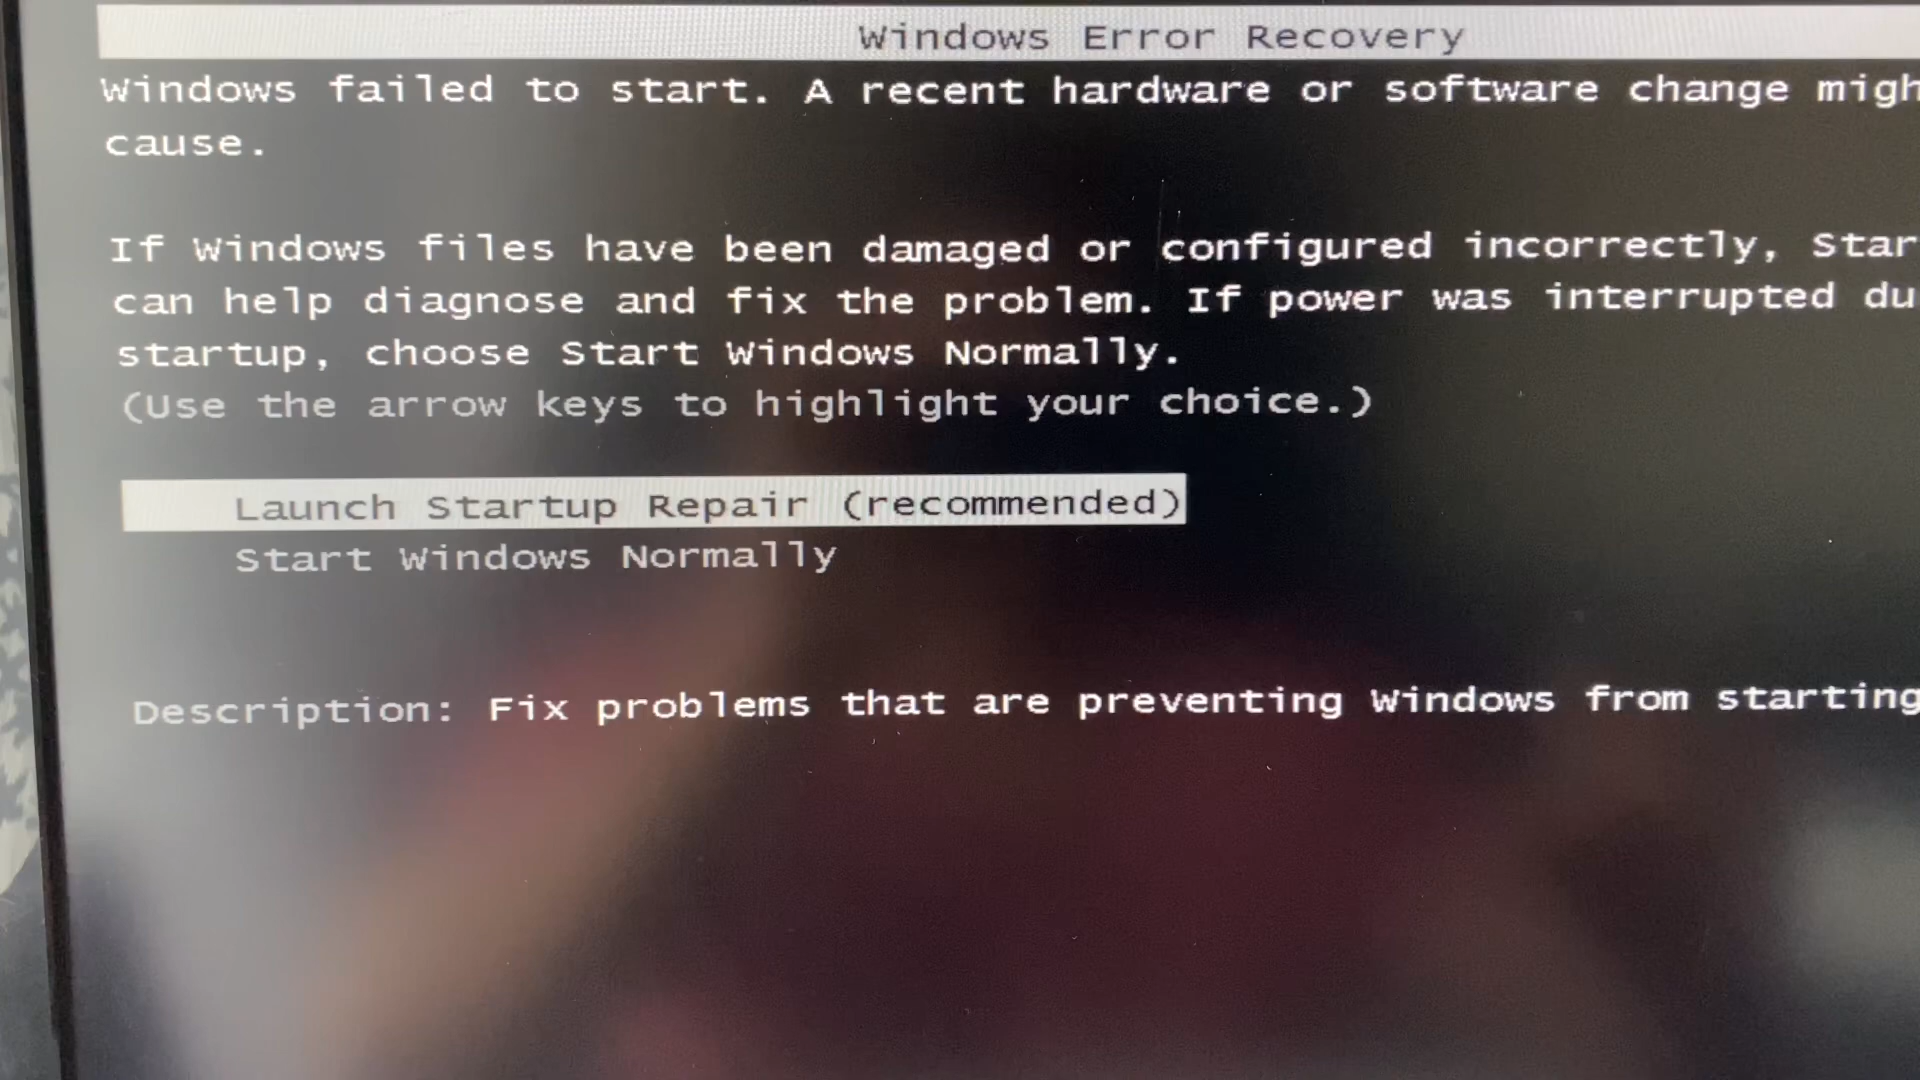 Windows Error Recovery
Windows failed to start. A recent hardware or software change
cause.
If Windows files have been damaged or configured incorrectly,
can help diagnose and fix the problem. If power was interrupted
startup, choose Start Windows Normally.
(Use the arrow keys to highlight your choice.)
Launch Startup Repair (recommended)
Start Windows Normally
Description: Fix problems that are preventing Windows from starting